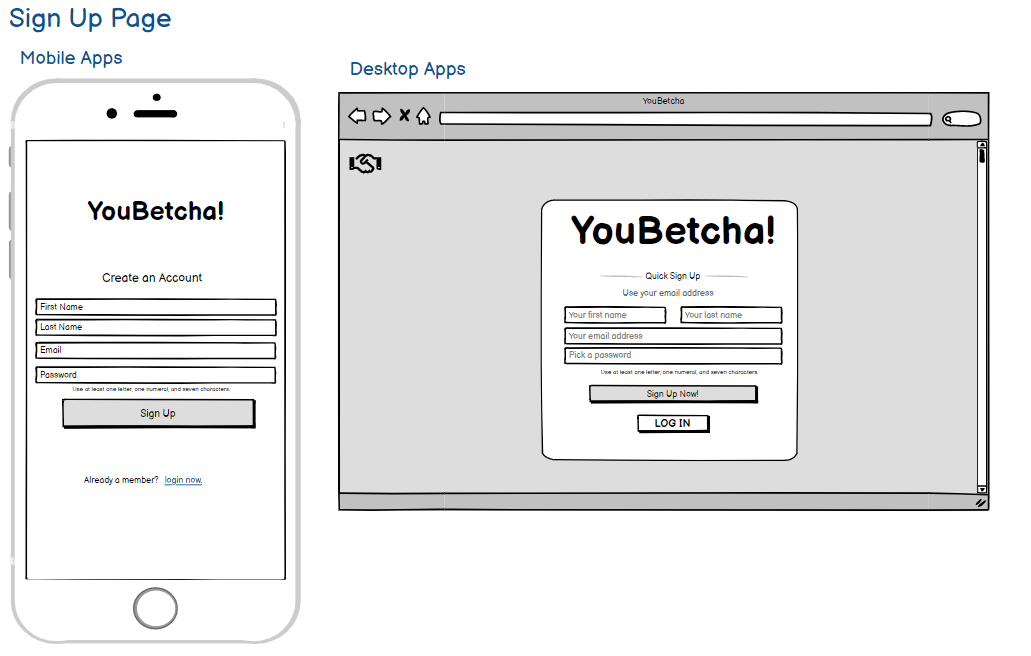 Sign Up Page
Mobile Apps
YouBetcha!
Create an Account
First Name
Last Name
Email
Password
Use at least one letter, one numeral, and seven characters.
Sign Up
Already a member? login now.
Desktop Apps
YouBetcha
YouBetcha!
Quick Sign Up
Use your email address
Your first name
Your last name
Your email address
Pick a password
Use at least one letter, one numeral, and seven characters.
Sign Up Now!
LOG IN